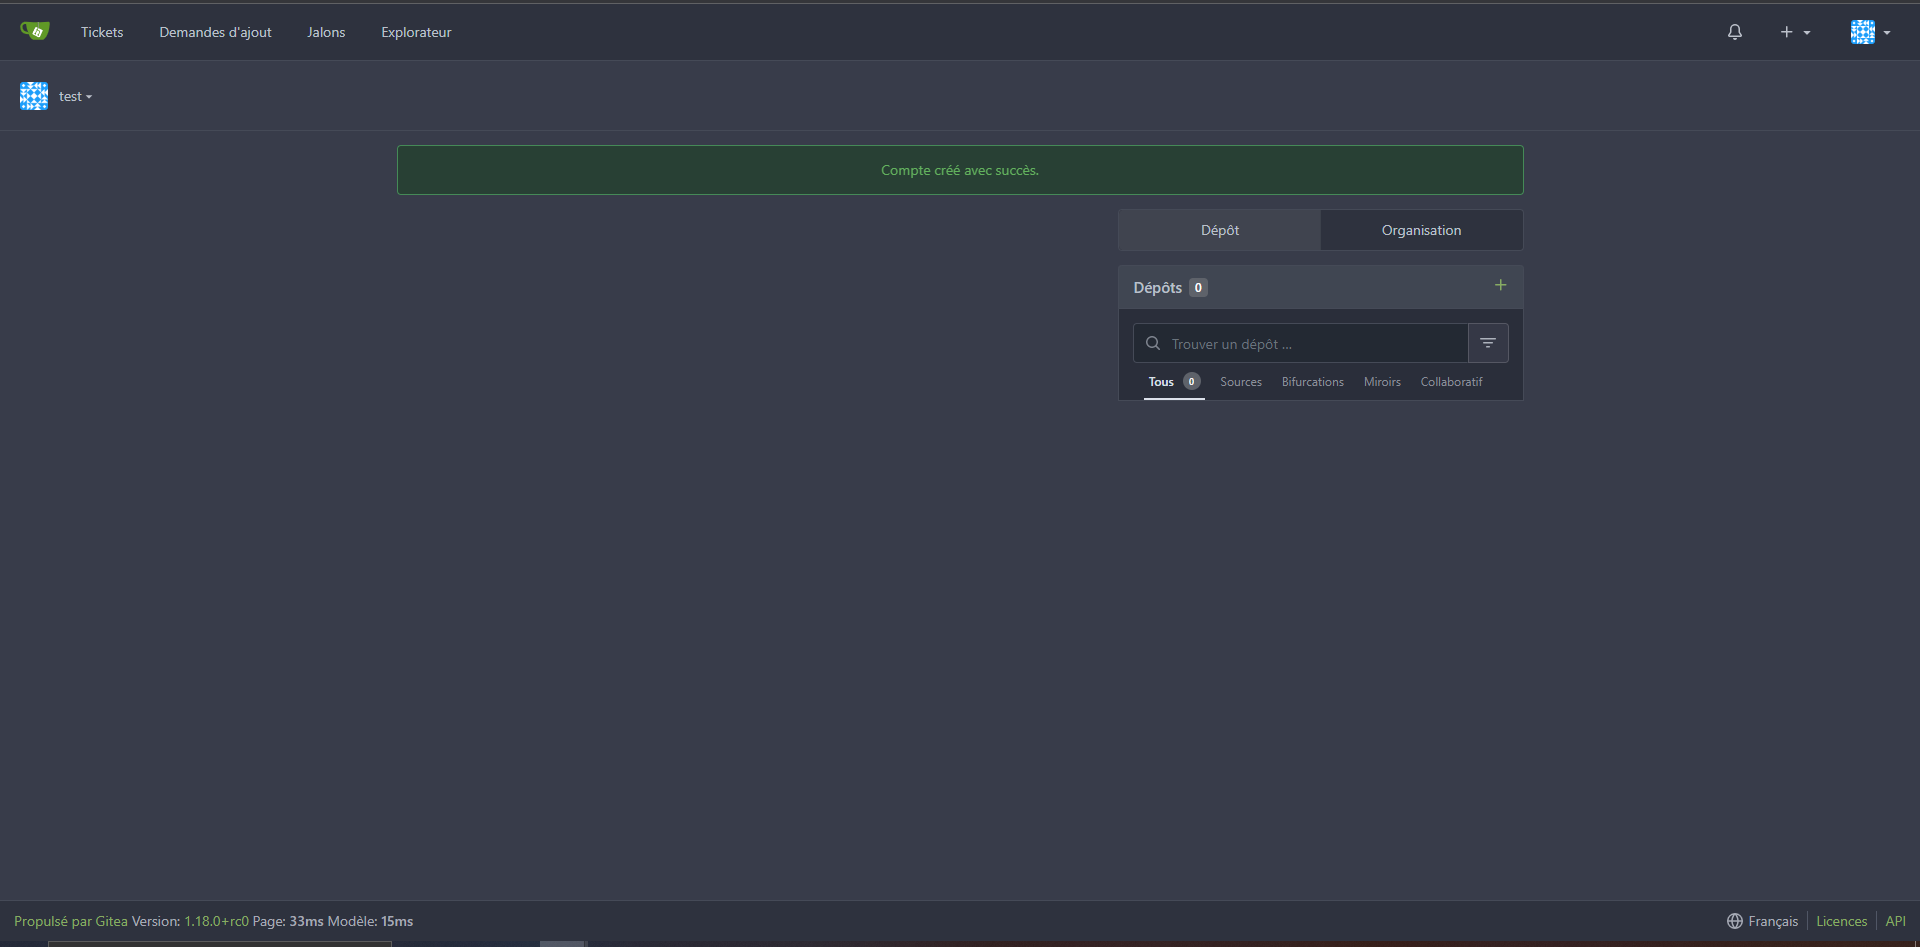 Tickets Demandes d'ajout Jalons Explorateur
test
Compte créé avec succès.
Dépôt Organisation
Dépôts 0
Trouver un dépôt ...
Tous 0 Sources Bifurcations Miroirs Collaboratif
Propulsé par Gitea Version: 1.18.0+rc0 Page: 33ms Modèle: 15ms Français Licences API